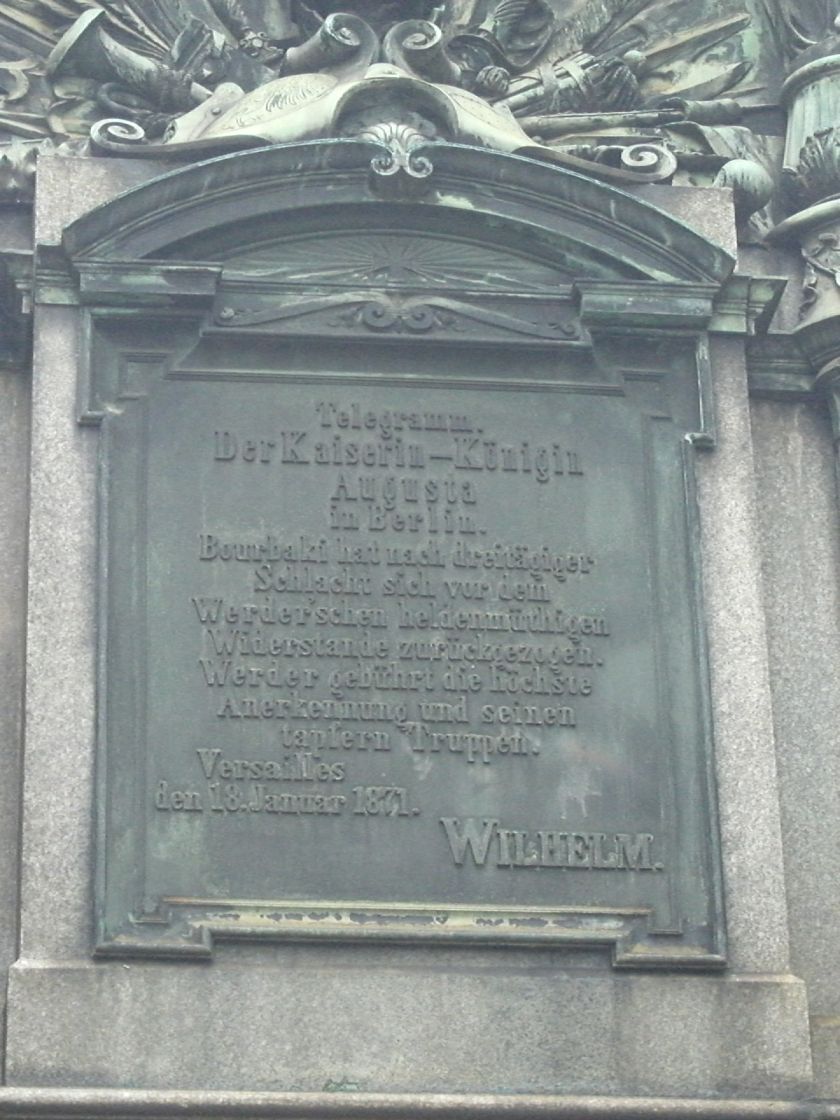 Telegramm.
Der Kaiserin-Königin
Augusta
in Berlin.
Bourbaki hat nach dreitägiger
Schlacht sich vor dem
Werder'schen heldenmüthigen
Widerstande zurückgezogen.
Werder gebührt die höchste
Anerkennung und seinen
tapfern Truppen.
Versailles
den 18. Januar 1871.
WILHELM.